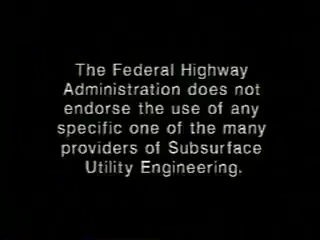 The Federal Highway
Administration does not
endorse the use of any
specific one of the many
providers of Subsurface
Utility Engineering.